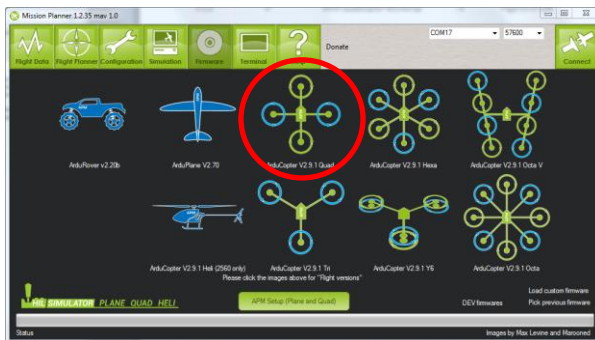 Mission Planner 1.2.35 mav 1.0
COM17 57600
Donate
Flight Data Flight Planner Configuration Simulation Firmware Terminal Connect
ArduRover v2.20b ArduPlane V2.70 ArduCopter V2.9.1 Quad ArduCopter V2.9.1 Hexa ArduCopter V2.9.1 Octa V
ArduCopter V2.9.1 Heli (2560 only) ArduCopter V2.9.1 Tri ArduCopter V2.9.1 Y6 ArduCopter V2.9.1 Octa
Please click the images above for "Flight versions"
Load custom firmware
HIL SIMULATOR PLANE QUAD HELI APM Setup (Plane and Quad) DEV firmwares Pick previous firmware
Status Images by Max Levine and Marooned